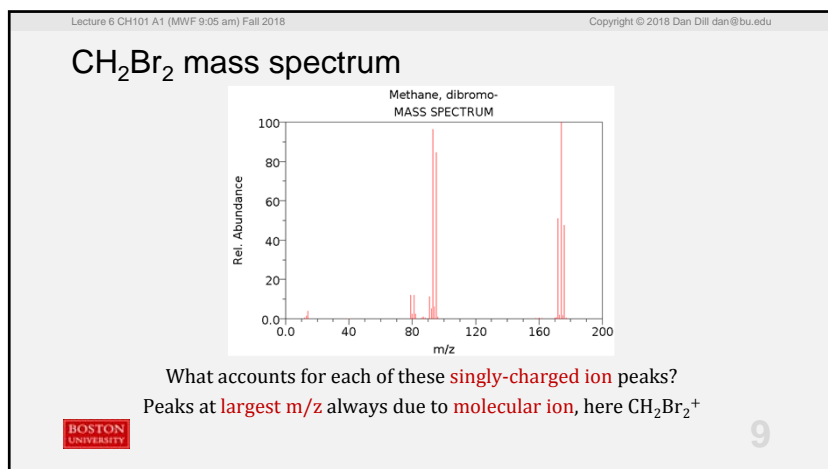 Lecture 6 CH101 A1 (MWF 9:05 am) Fall 2018
Copyright © 2018 Dan Dill dan@bu.edu
CH₂Br₂ mass spectrum
Methane, dibromo-
MASS SPECTRUM
Rel. Abundance
100
80
60
40
20
0.0
0.0 40 80 120 160 200
m/z
What accounts for each of these singly-charged ion peaks?
Peaks at largest m/z always due to molecular ion, here CH₂Br₂⁺
BOSTON
UNIVERSITY
9